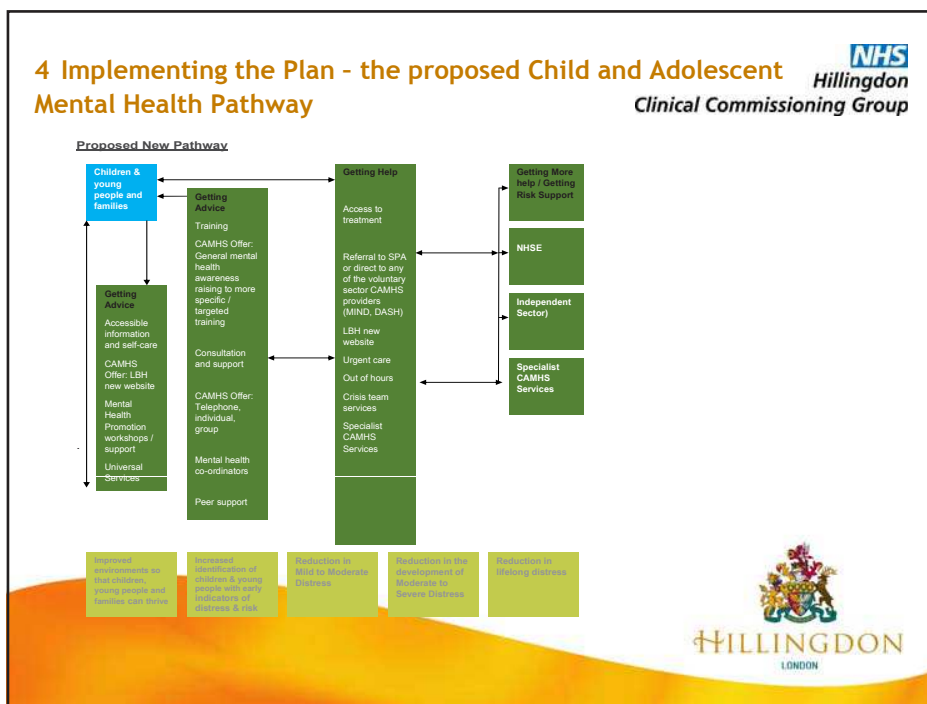 4 Implementing the Plan - the proposed Child and Adolescent
Mental Health Pathway
NHS
Hillingdon
Clinical Commissioning Group
Proposed New Pathway
Children &
young
people and
families
Getting
Advice
Accessible
information
and self-care
CAMHS
Offer: LBH
new website
Mental
Health
Promotion
workshops /
support
Universal
Services
Getting
Advice
Training
CAMHS Offer:
General mental
health
awareness
raising to more
specific /
targeted
training
Consultation
and support
CAMHS Offer:
Telephone,
individual,
group
Mental health
co-ordinators
Peer support
Getting Help
Access to
treatment
Referral to SPA
or direct to any
of the voluntary
sector CAMHS
providers
(MIND, DASH)
LBH new
website
Urgent care
Out of hours
Crisis team
services
Specialist
CAMHS
Services
Getting More
help / Getting
Risk Support
NHSE
Independent
Sector)
Specialist
CAMHS
Services
Improved
environments so
that children,
young people and
families can thrive
Increased
identification of
children & young
people with early
indicators of
distress & risk
Reduction in
Mild to Moderate
Distress
Reduction in the
development of
Moderate to
Severe Distress
Reduction in
lifelong distress
HILLINGDON
LONDON